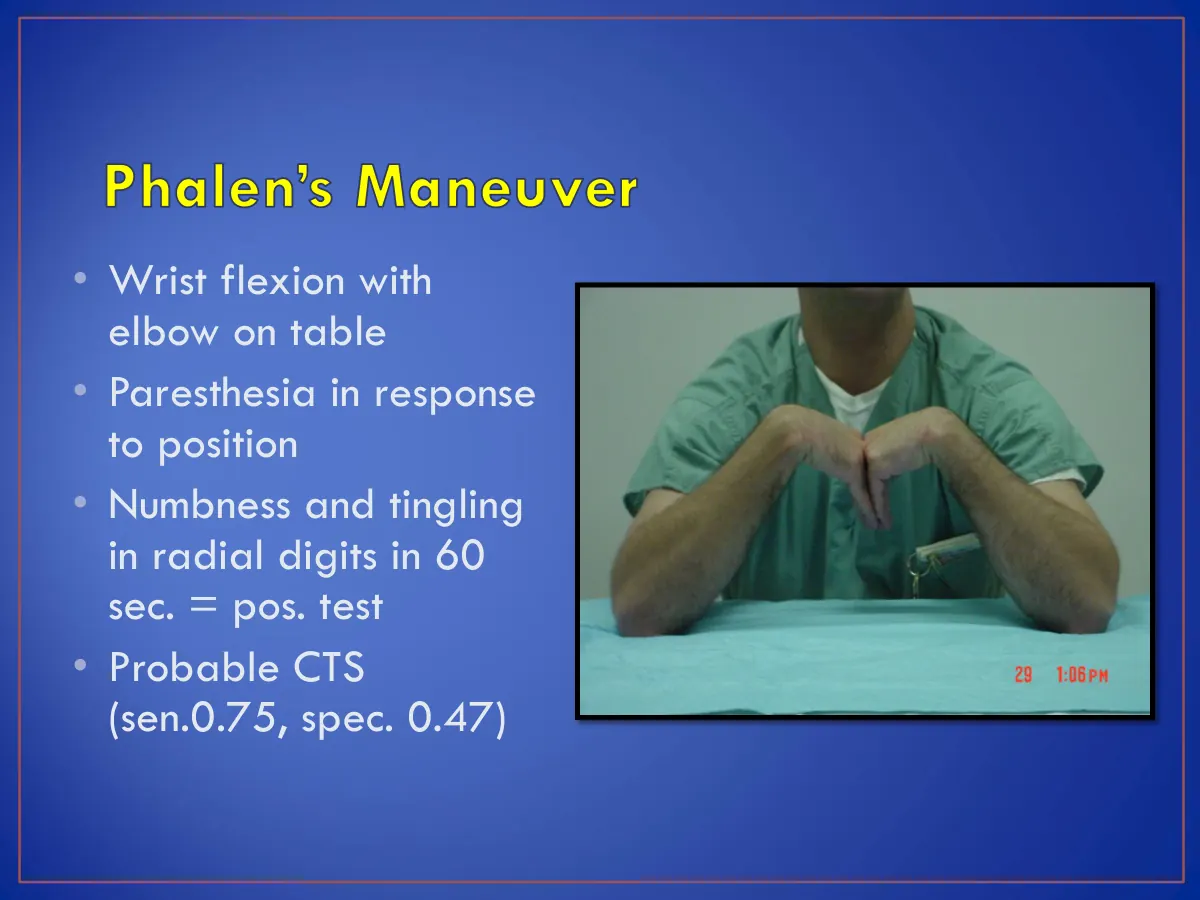 Phalen’s Maneuver
• Wrist flexion with
elbow on table
• Paresthesia in response
to position
• Numbness and tingling
in radial digits in 60
sec. = pos. test
• Probable CTS
(sen.0.75, spec. 0.47)
29 1:06PM